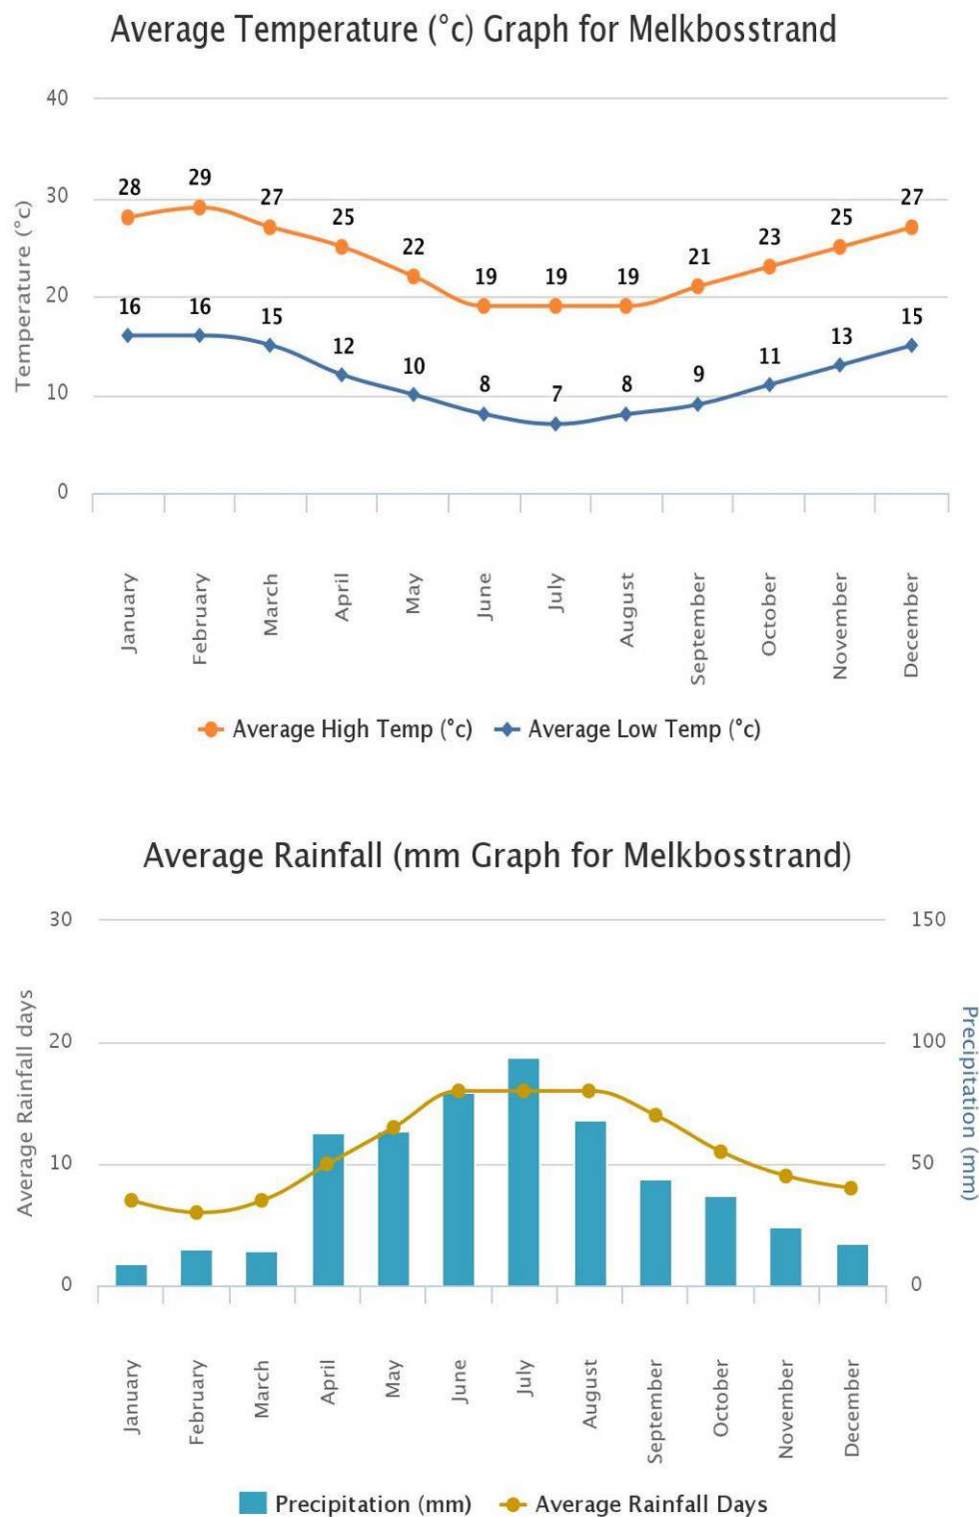 Average Temperature (°c) Graph for Melkbosstrand
40
30
20
10
0
Temperature (°c)
28 29 27 25 22 19 19 19 21 23 25 27
16 16 15 12 10 8 7 8 9 11 13 15
January February March April May June July August September October November December
Average High Temp (°c) Average Low Temp (°c)
Average Rainfall (mm Graph for Melkbosstrand)
30 150
20 100
10 50
0 0
Average Rainfall days
Precipitation (mm)
January February March April May June July August September October November December
Precipitation (mm) Average Rainfall Days